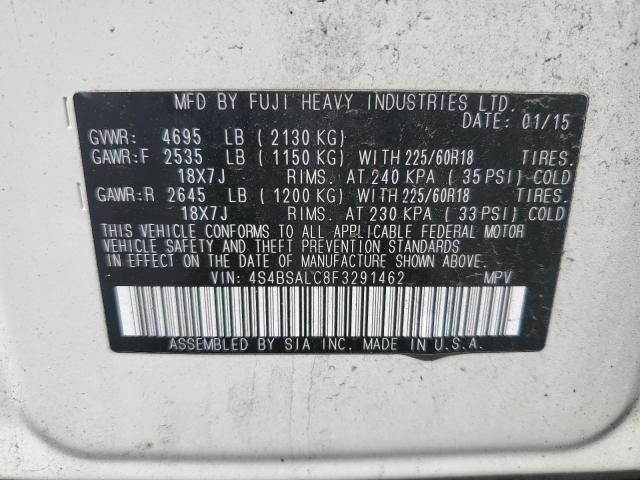 MFD BY FUJI HEAVY INDUSTRIES LTD.
DATE: 01/15
GVWR: 4695 LB (2130 KG)
GAWR:F 2535 LB (1150 KG) WITH 225/60R18 TIRES.
18X7J RIMS. AT 240 KPA (35 PSI) COLD
GAWR:R 2645 LB (1200 KG) WITH 225/60R18 TIRES.
18X7J RIMS. AT 230 KPA (33 PSI) COLD
THIS VEHICLE CONFORMS TO ALL APPLICABLE FEDERAL MOTOR
VEHICLE SAFETY AND THEFT PREVENTION STANDARDS
IN EFFECT ON THE DATE OF MANUFACTURE SHOWN ABOVE.
VIN: 4S4BSALC8F3291462 MPV
ASSEMBLED BY SIA INC. MADE IN U.S.A.